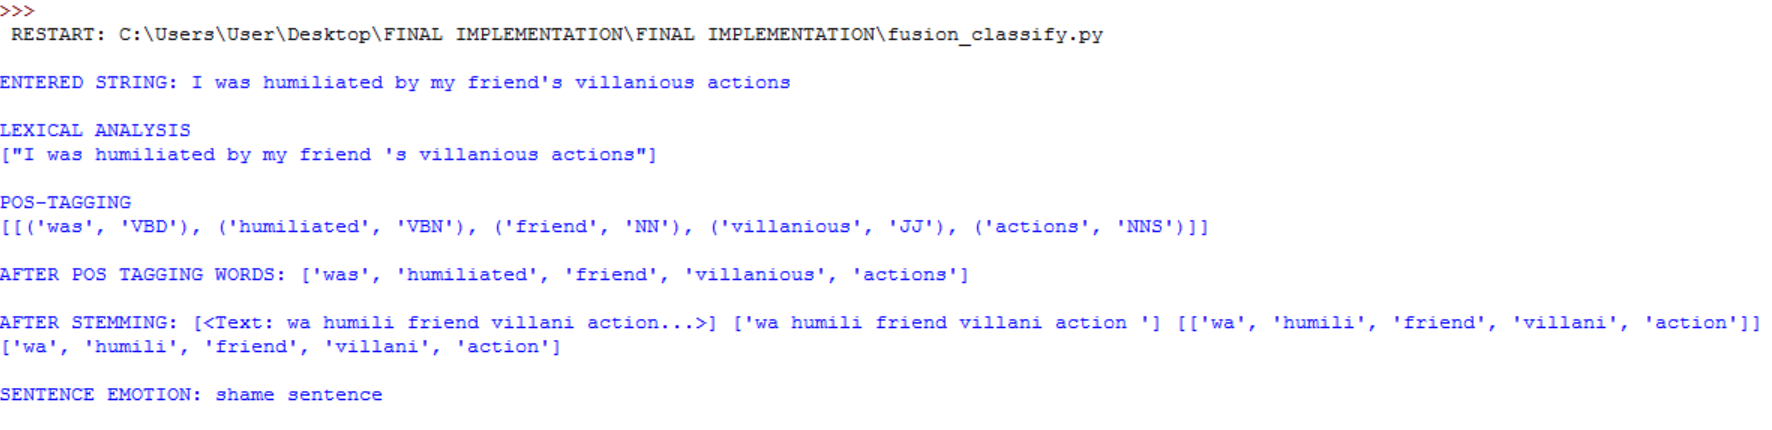 >>>
RESTART: C:\Users\User\Desktop\FINAL IMPLEMENTATION\FINAL IMPLEMENTATION\fusion_classify.py
ENTERED STRING: I was humiliated by my friend's villanious actions
LEXICAL ANALYSIS
["I was humiliated by my friend 's villanious actions"]
POS-TAGGING
[[('was', 'VBD'), ('humiliated', 'VBN'), ('friend', 'NN'), ('villanious', 'JJ'), ('actions', 'NNS')]]
AFTER POS TAGGING WORDS: ['was', 'humiliated', 'friend', 'villanious', 'actions']
AFTER STEMMING: [<Text: wa humili friend villani action...>] ['wa humili friend villani action '] [['wa', 'humili', 'friend', 'villani', 'action']]
['wa', 'humili', 'friend', 'villani', 'action']
SENTENCE EMOTION: shame sentence